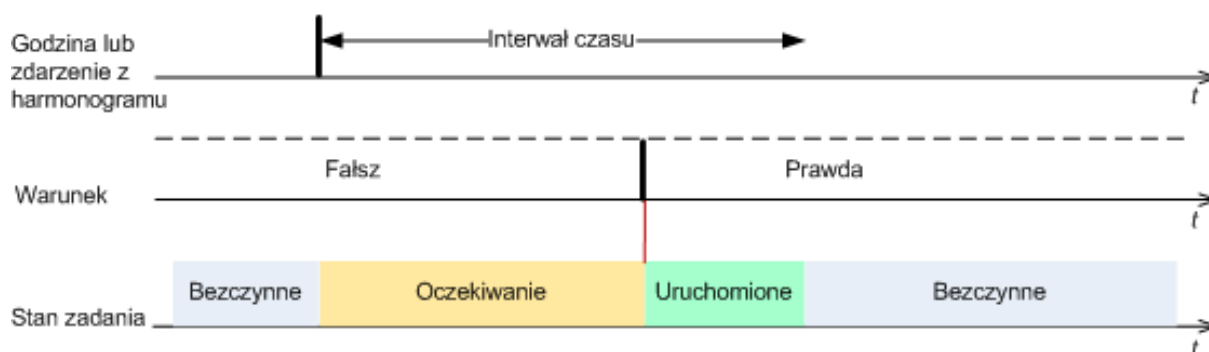 Godzina lub
zdarzenie z
harmonogramu
Interwał czasu
t
Warunek
Fałsz
Prawda
t
Stan zadania
Bezczynne
Oczekiwanie
Uruchomione
Bezczynne
t